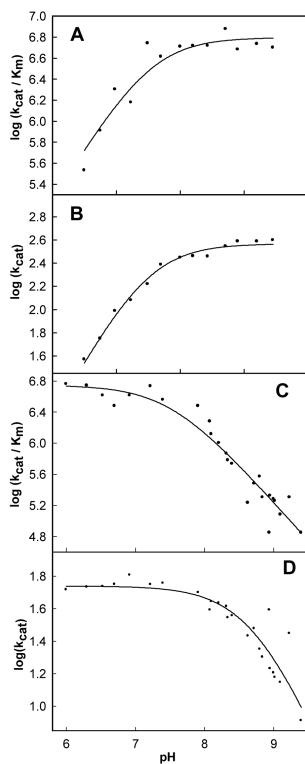 A
7.0
6.8
6.6
6.4
6.2
6.0
5.8
5.6
5.4
log (kcat / Km)
B
2.8
2.6
2.4
2.2
2.0
1.8
1.6
log (kcat)
C
6.8
6.4
6.0
5.6
5.2
4.8
log (kcat / Km)
D
1.8
1.6
1.4
1.2
1.0
log(kcat)
6 7 8 9
pH